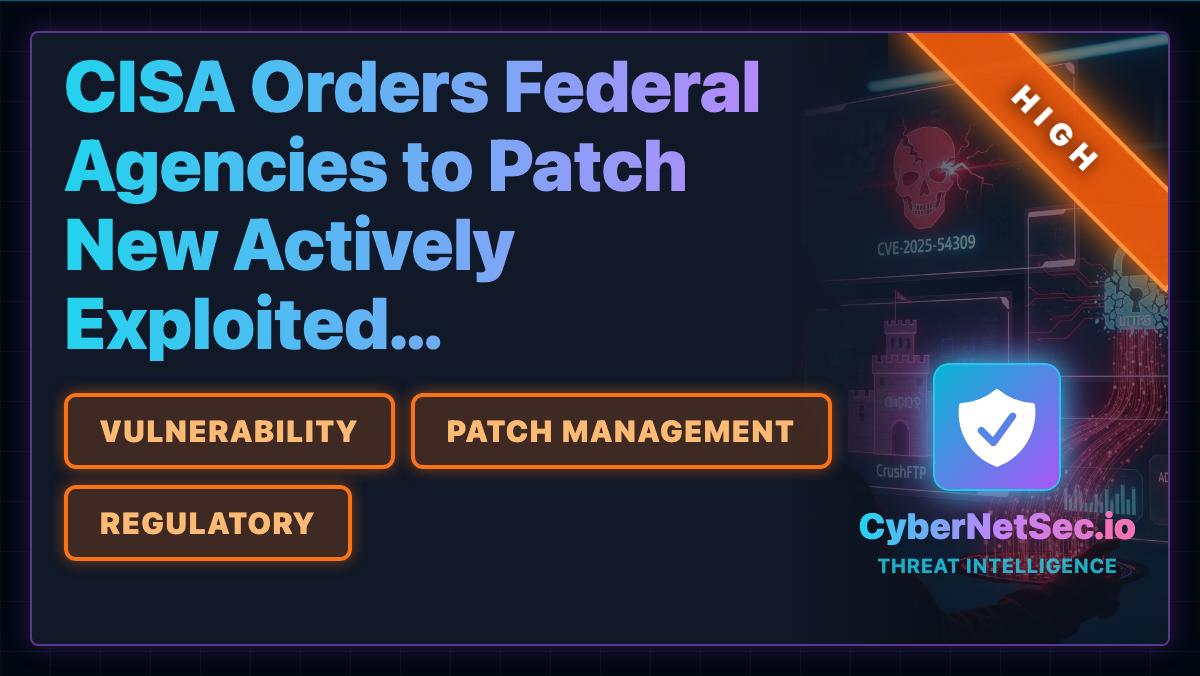 CISA Orders Federal
Agencies to Patch
New Actively
Exploited...
HIGH
CVE-2025-54309
HTTPS
VULNERABILITY
PATCH MANAGEMENT
REGULATORY
CrushFTP
CyberNetSec.io
THREAT INTELLIGENCE